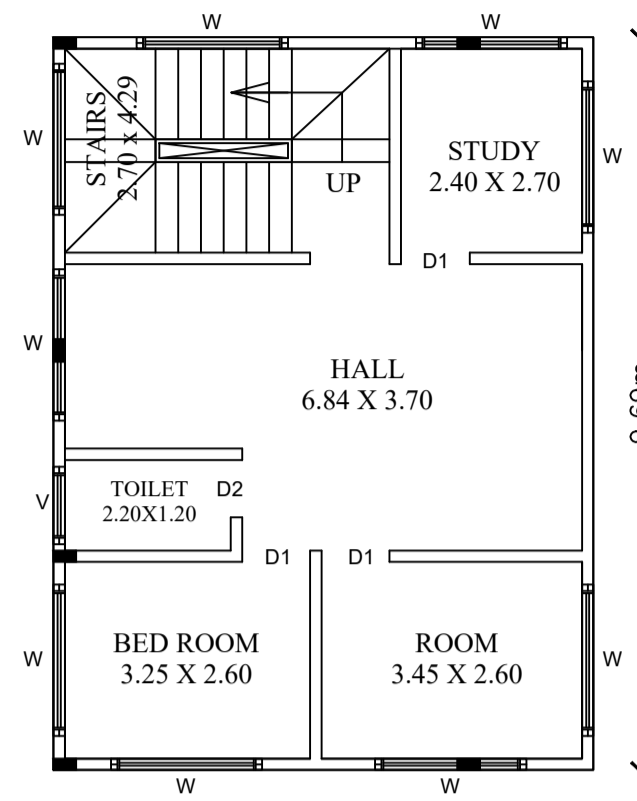 W
W
W
STAIRS
2.70 x 4.29
UP
STUDY
2.40 X 2.70
W
D1
W
HALL
6.84 X 3.70
V
TOILET
2.20X1.20
D2
D1
D1
W
BED ROOM
3.25 X 2.60
ROOM
3.45 X 2.60
W
W
W